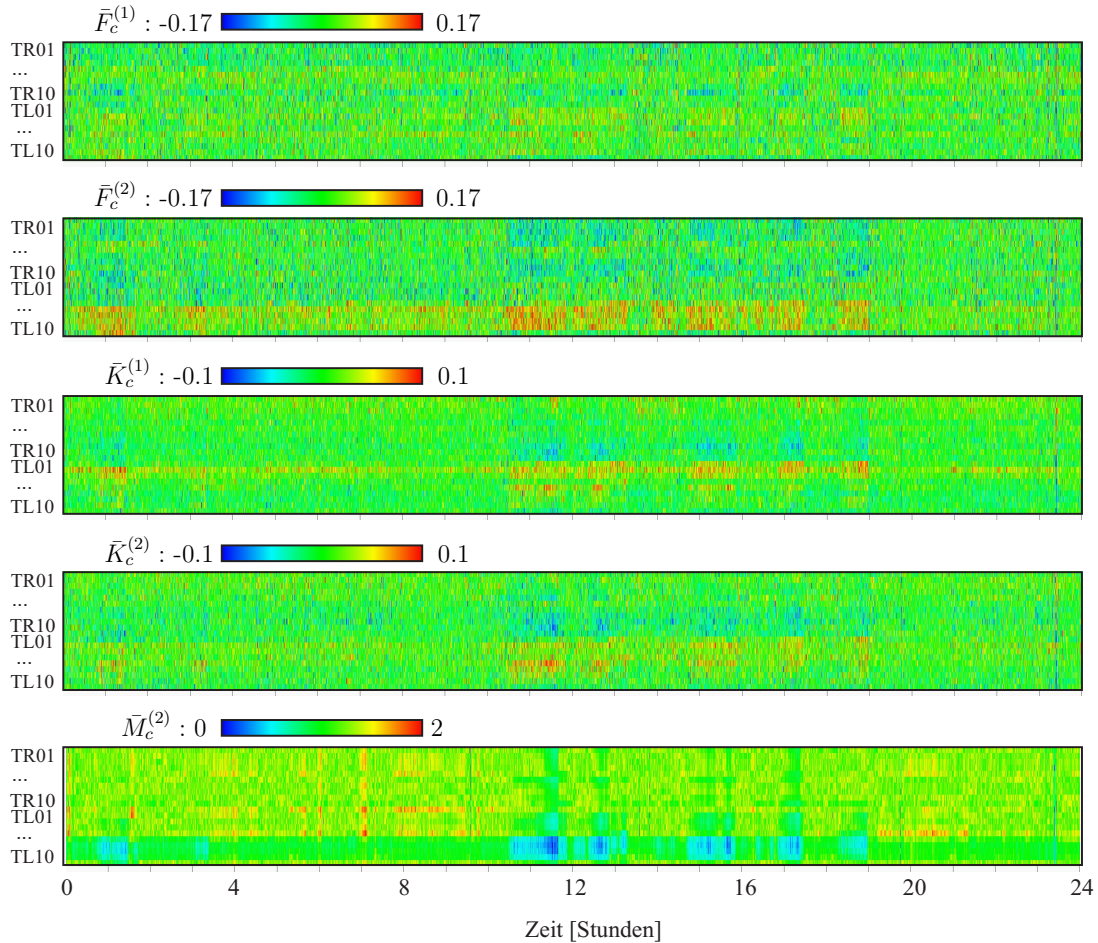 F̄c(1) : -0.17 0.17
TR01
...
TR10
TL01
...
TL10
F̄c(2) : -0.17 0.17
TR01
...
TR10
TL01
...
TL10
K̄c(1) : -0.1 0.1
TR01
...
TR10
TL01
...
TL10
K̄c(2) : -0.1 0.1
TR01
...
TR10
TL01
...
TL10
M̄c(2) : 0 2
TR01
...
TR10
TL01
...
TL10
0 4 8 12 16 20 24
Zeit [Stunden]